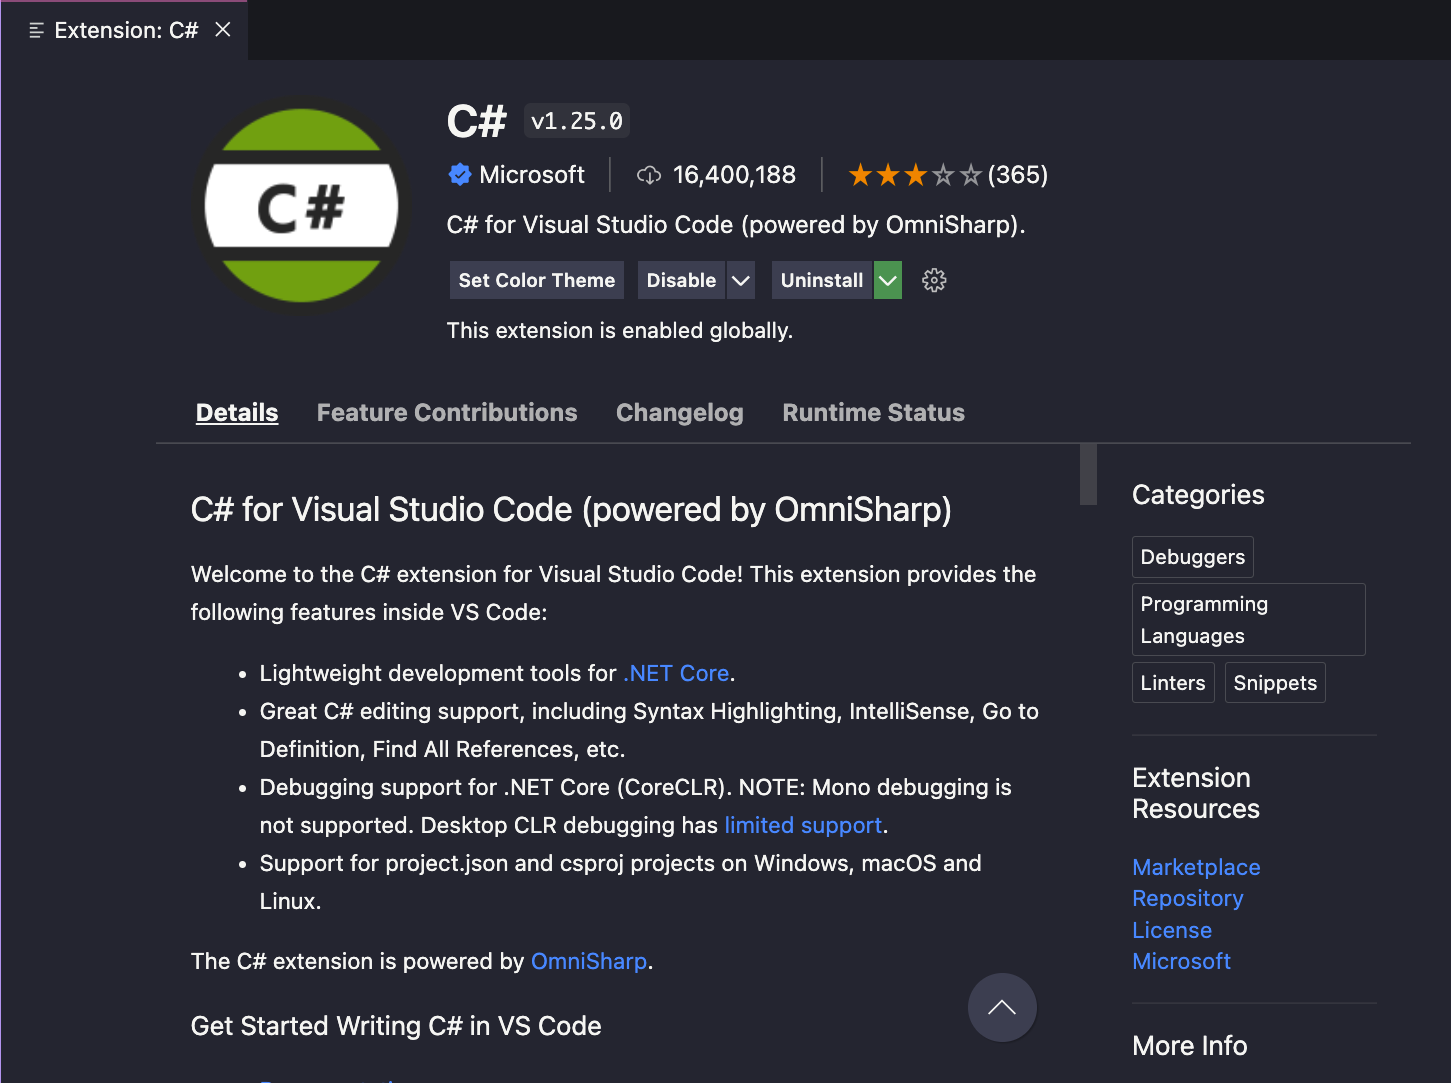 Extension: C#
C#
C# v1.25.0
Microsoft 16,400,188 (365)
C# for Visual Studio Code (powered by OmniSharp).
Set Color Theme Disable Uninstall
This extension is enabled globally.
Details Feature Contributions Changelog Runtime Status
C# for Visual Studio Code (powered by OmniSharp)
Welcome to the C# extension for Visual Studio Code! This extension provides the
following features inside VS Code:
• Lightweight development tools for .NET Core.
• Great C# editing support, including Syntax Highlighting, IntelliSense, Go to
Definition, Find All References, etc.
• Debugging support for .NET Core (CoreCLR). NOTE: Mono debugging is
not supported. Desktop CLR debugging has limited support.
• Support for project.json and csproj projects on Windows, macOS and
Linux.
The C# extension is powered by OmniSharp.
Get Started Writing C# in VS Code
Categories
Debuggers
Programming
Languages
Linters Snippets
Extension
Resources
Marketplace
Repository
License
Microsoft
More Info